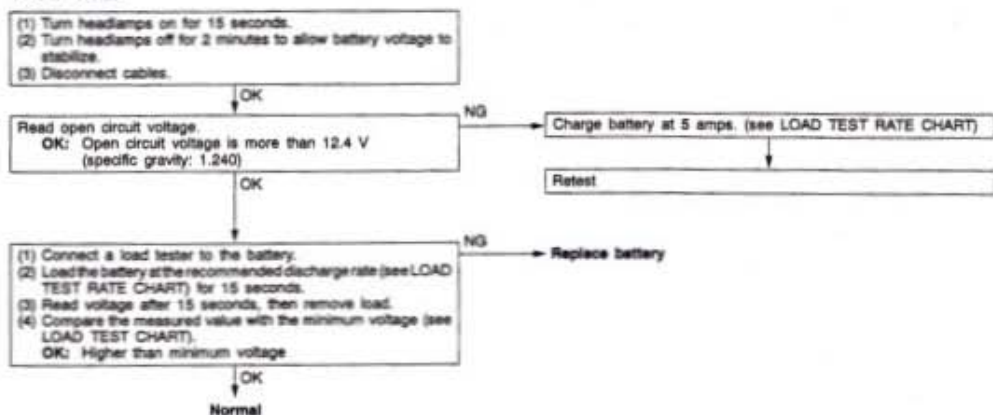 (1) Turn headlamps on for 15 seconds.
(2) Turn headlamps off for 2 minutes to allow battery voltage to
stabilize.
(3) Disconnect cables.
OK
Read open circuit voltage.
OK: Open circuit voltage is more than 12.4 V
(specific gravity: 1.240)
NG
Charge battery at 5 amps. (see LOAD TEST RATE CHART)
Retest
OK
(1) Connect a load tester to the battery.
(2) Load the battery at the recommended discharge rate (see LOAD
TEST RATE CHART) for 15 seconds.
(3) Read voltage after 15 seconds, then remove load.
(4) Compare the measured value with the minimum voltage (see
LOAD TEST CHART).
OK: Higher than minimum voltage
NG
Replace battery
OK
Normal